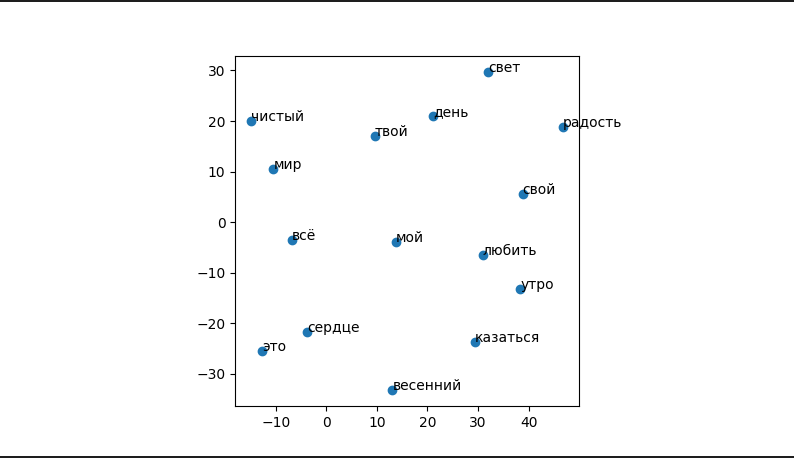 свет
30
день
чистый
20
твой
радость
мир
10
свой
0
всё
мой
любить
−10
утро
−20
сердце
казаться
это
−30
весенний
−10 0 10 20 30 40